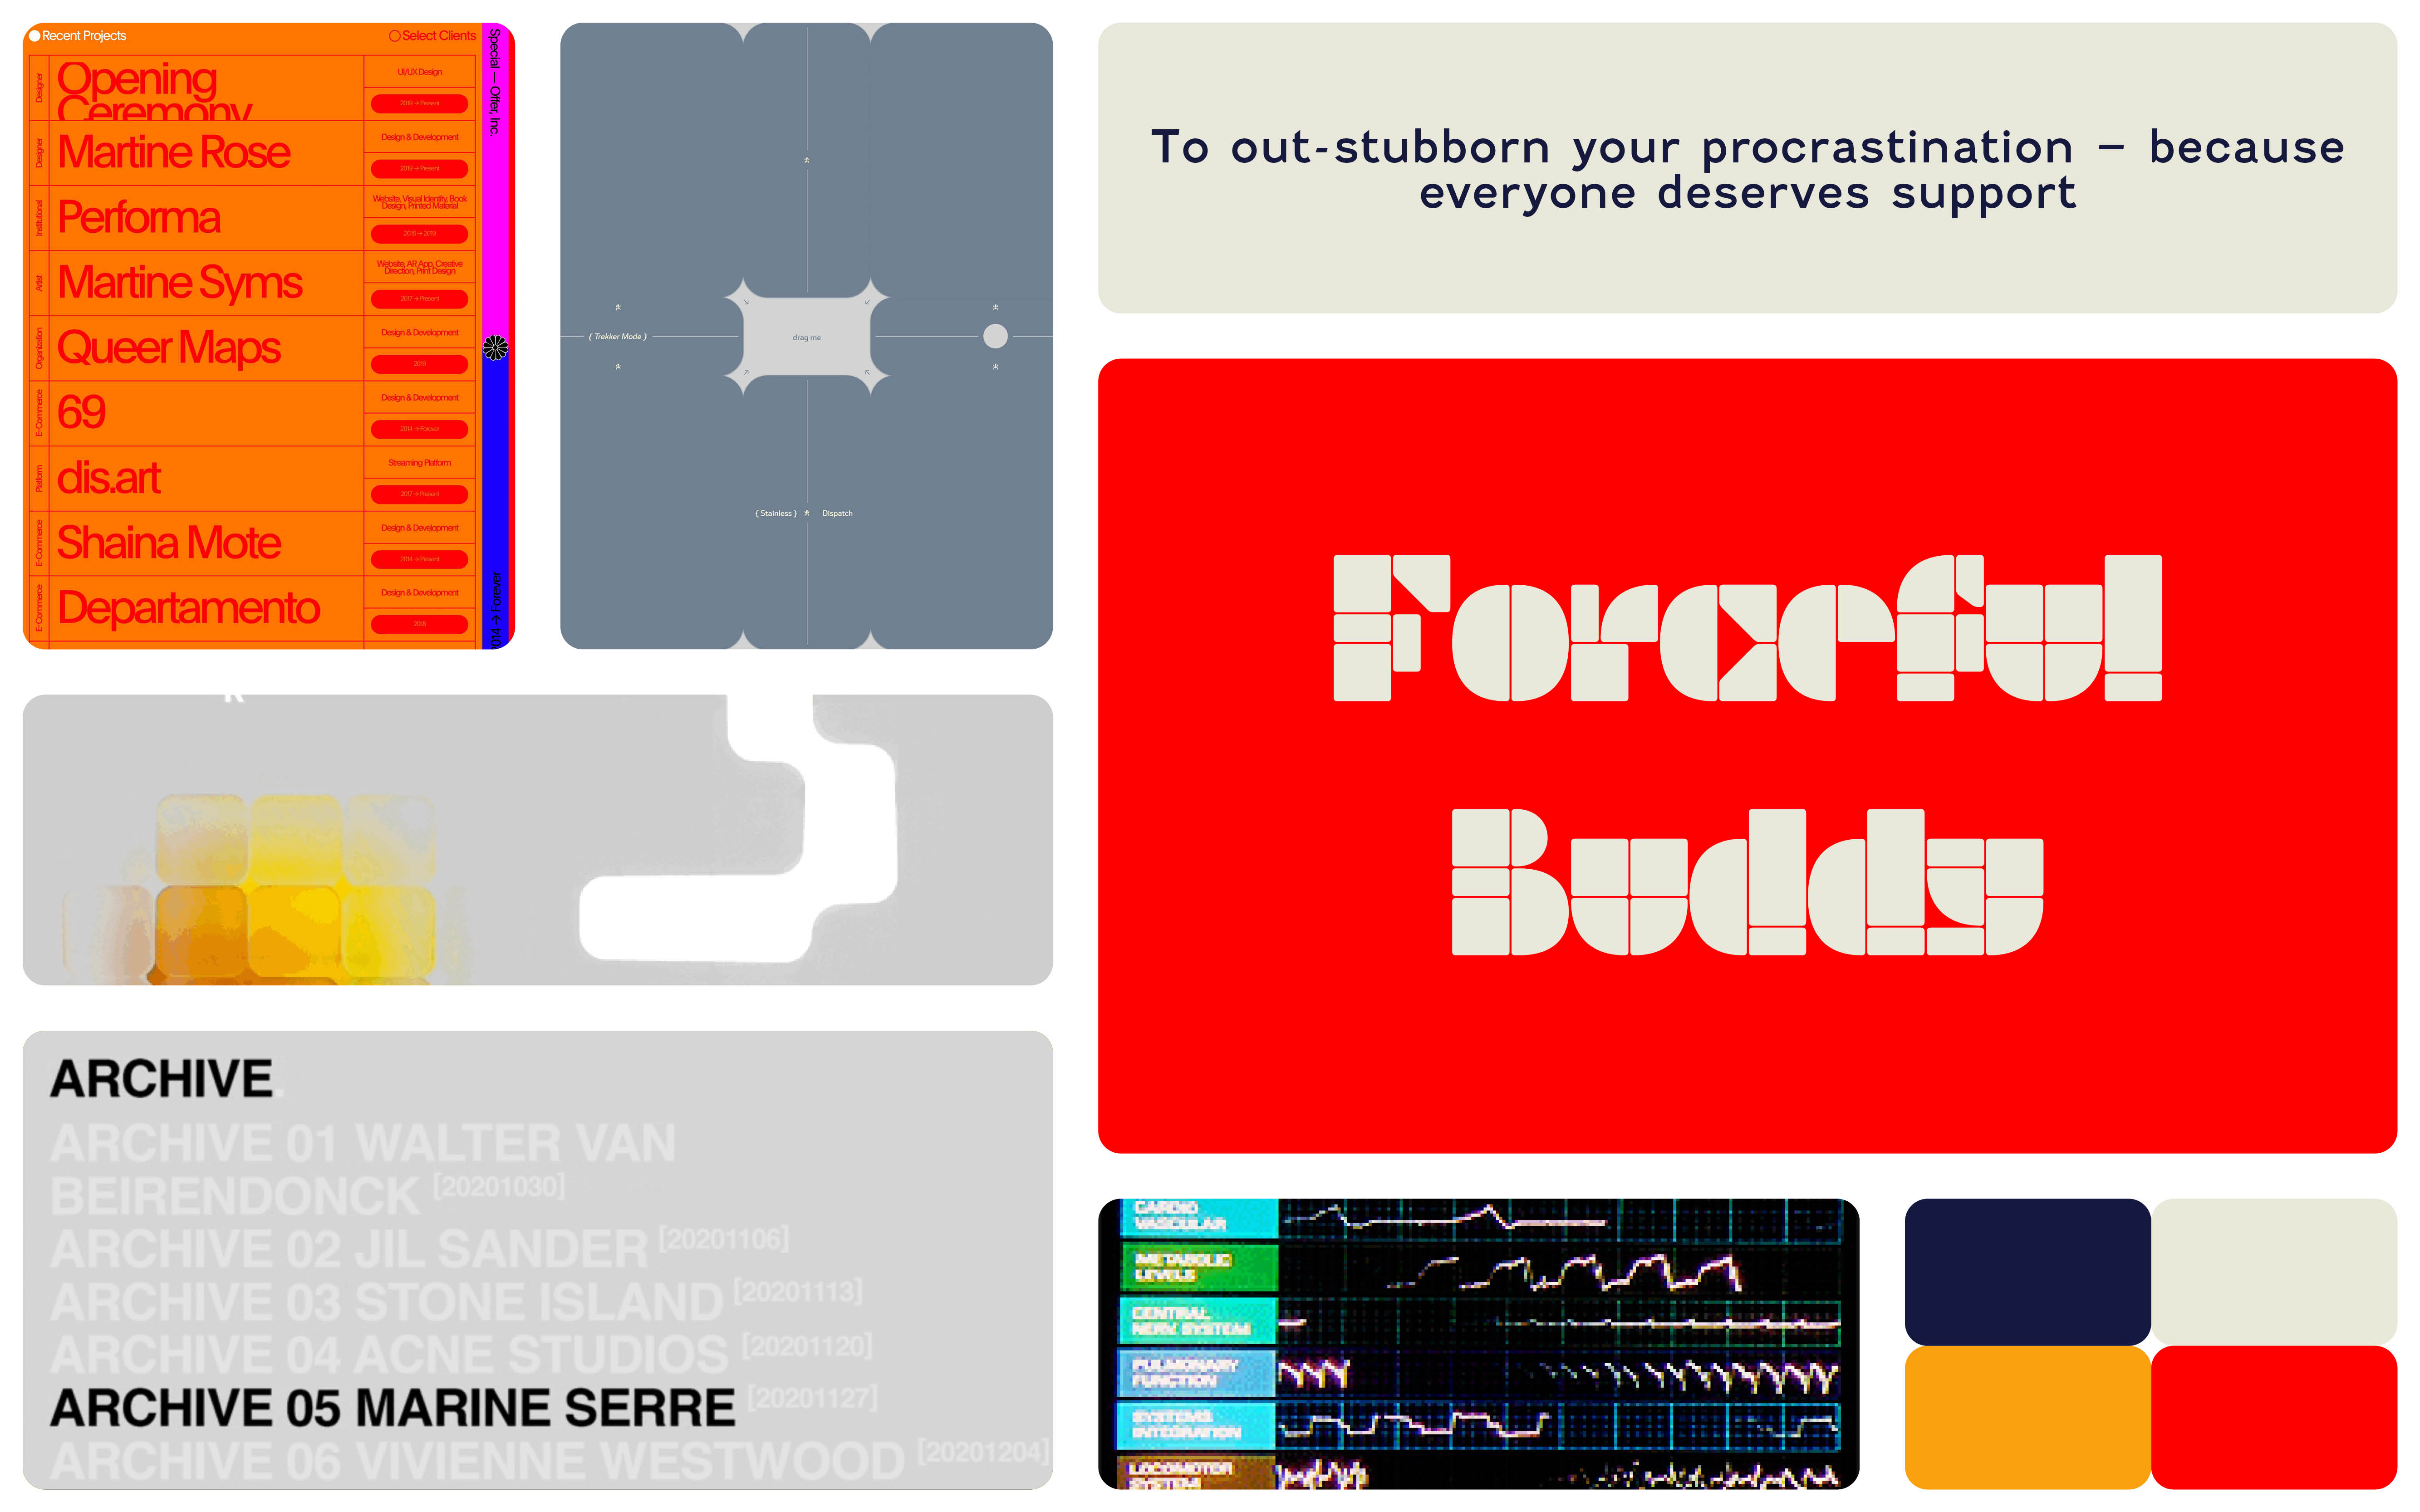 Recent Projects
Select Clients
Designer
Opening
Ceremony
UI/UX Design
2019 → Present
Designer
Martine Rose
Design & Development
2019 → Present
Institutional
Performa
Website, Visual Identity, Book
Design, Printed Material
2018 → 2019
Artist
Martine Syms
Website, AR App, Creative
Direction, Print Design
2017 → Present
Organization
Queer Maps
Design & Development
2019
E-Commerce
69
Design & Development
2014 → Forever
Platform
dis.art
Streaming Platform
2017 → Present
E-Commerce
Shaina Mote
Design & Development
2014 → Present
E-Commerce
Departamento
Design & Development
2018
Special — Offer, Inc.
014 → Forever
{ Trekker Mode }
drag me
{ Stainless }
Dispatch
To out-stubborn your procrastination – because
everyone deserves support
Forceful
Buddy
ARCHIVE.
ARCHIVE 01 WALTER VAN
BEIRENDONCK [20201030]
ARCHIVE 02 JIL SANDER [20201106]
ARCHIVE 03 STONE ISLAND [20201113]
ARCHIVE 04 ACNE STUDIOS [20201120]
ARCHIVE 05 MARINE SERRE [20201127]
ARCHIVE 06 VIVIENNE WESTWOOD [20201204]
CARDIO
VASCULAR
METABOLIC
LEVELS
CENTRAL
NERV SYSTEM
PULMONARY
FUNCTION
SYSTEMS
INTEGRATION
LOCOMOTOR
SYSTEM